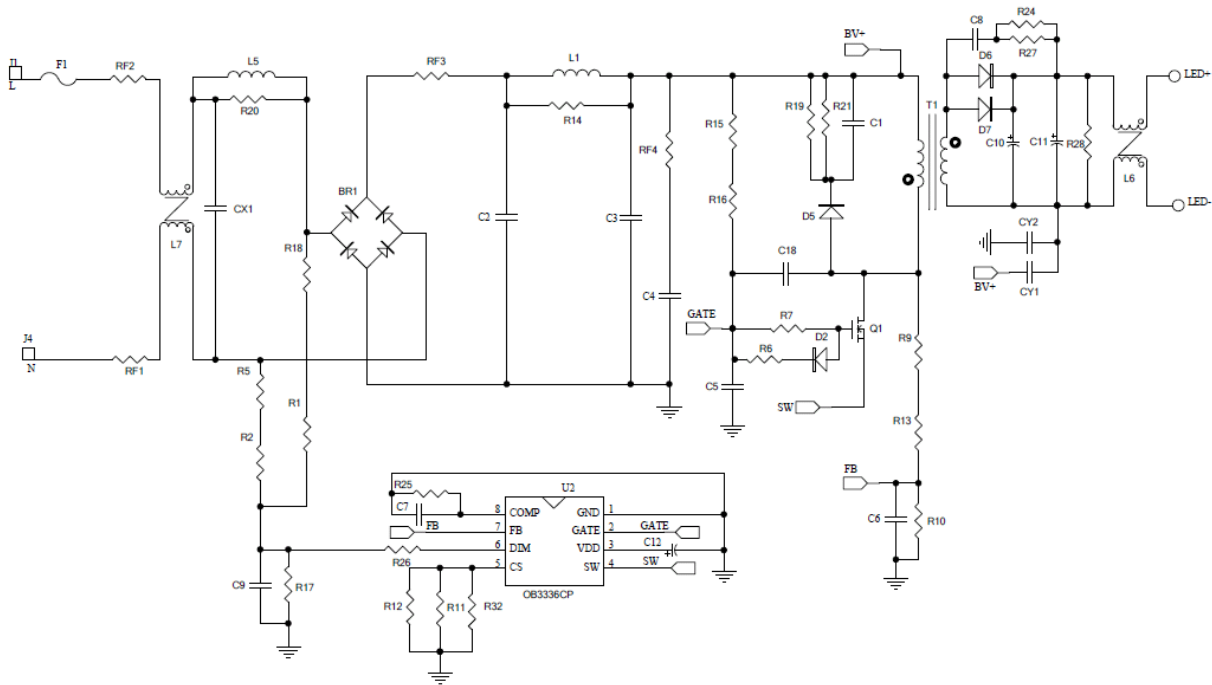 J1
L
F1
RF2
L5
R20
RF3
L1
R14
BV+
C8
R24
R27
D6
D7
T1
LED+
R15
R19
R21
C1
RF4
C10
C11
R28
L6
L7
CX1
BR1
R18
C2
C3
R16
D5
LED-
CY2
BV+
CY1
C18
C4
GATE
R7
D2
Q1
R6
R9
J4
N
RF1
R5
R1
C5
SW
R2
R13
FB
C6
R10
R25
C7
U2
8 COMP GND 1
FB 7 FB GATE 2 GATE
6 DIM VDD 3 C12
5 CS SW 4 SW
R26
OB3336CP
C9
R17
R12
R11
R32